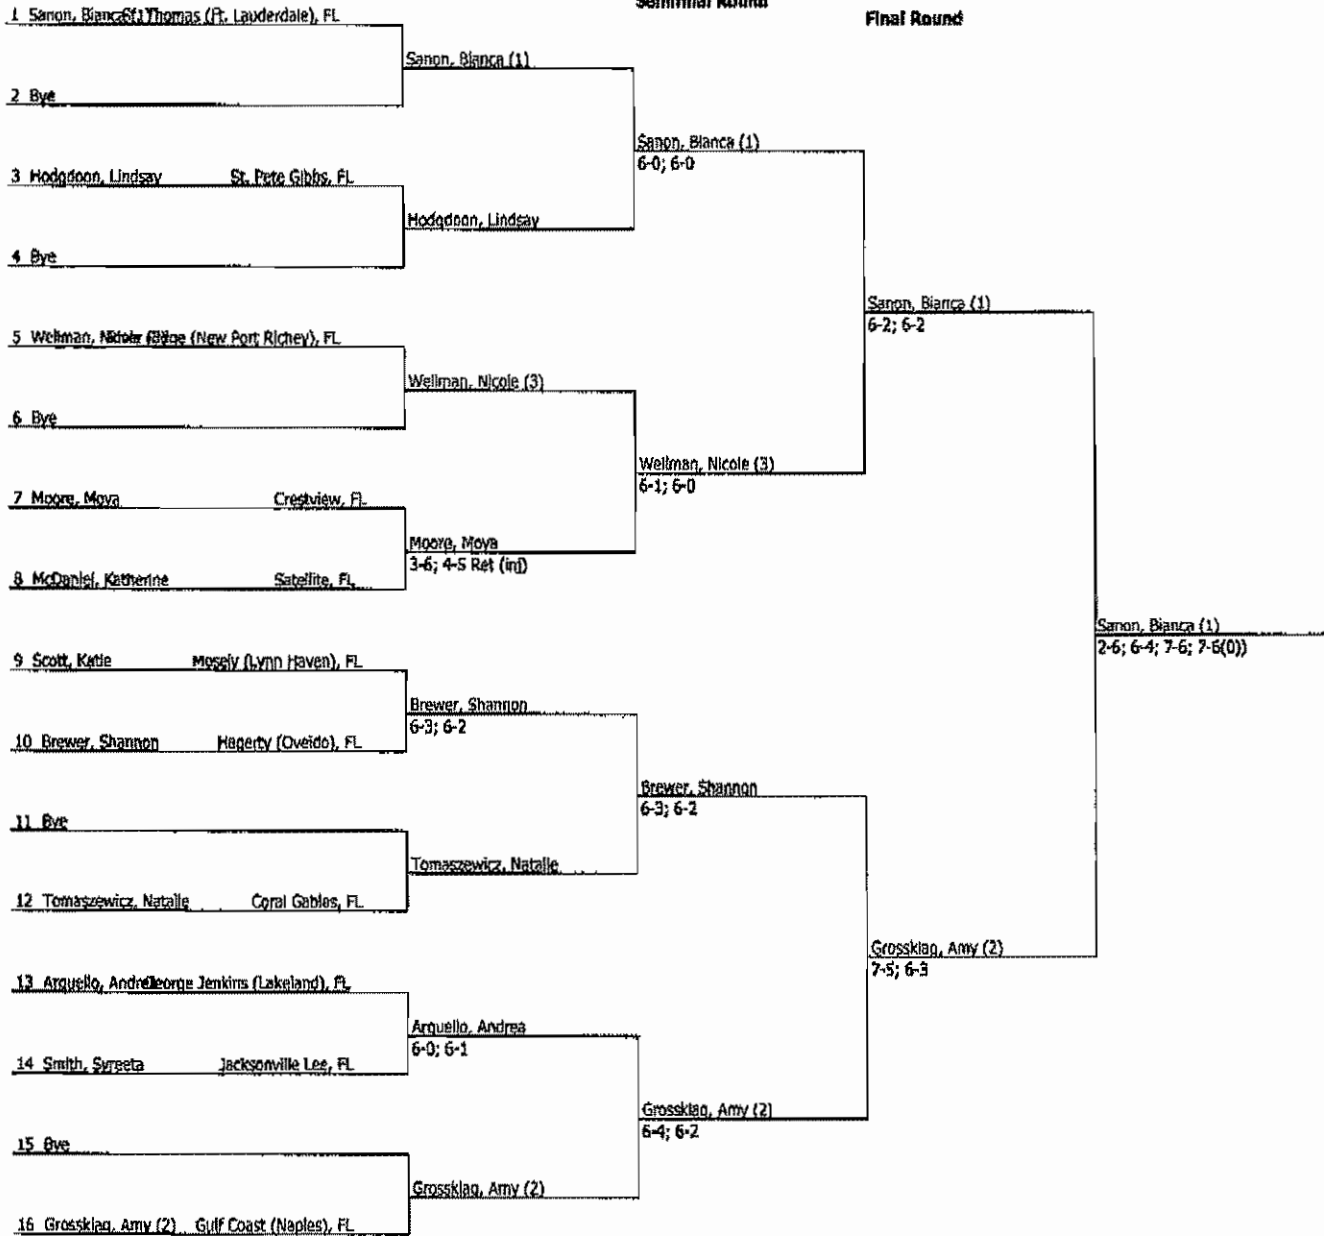 Semifinal Round
Final Round
1 Sanon, Bianca (1) St. Thomas (Ft. Lauderdale), FL
Sanon, Bianca (1)
2 Bye
Sanon, Bianca (1)
6-0; 6-0
3 Hodgdoon, Lindsay St. Pete Gibbs, FL
Hodgdoon, Lindsay
4 Bye
Sanon, Bianca (1)
6-2; 6-2
5 Wellman, (New Port Richey), FL
Wellman, Nicole (3)
6 Bye
Wellman, Nicole (3)
6-1; 6-0
7 Moore, Moya Crestview, FL
Moore, Moya
3-6; 4-5 Ret (inj)
8 McDaniel, Katherine Satellite, FL
Sanon, Bianca (1)
2-6; 6-4; 7-6; 7-6(0))
9 Scott, Katie Mosely (Lynn Haven), FL
Brewer, Shannon
6-3; 6-2
10 Brewer, Shannon Hagerty (Oveido), FL
Brewer, Shannon
6-3; 6-2
11 Bye
Tomaszewicz, Natalie
12 Tomaszewicz, Natalie Coral Gables, FL
Grossklag, Amy (2)
7-5; 6-3
13 Arguello, Andrea George Jenkins (Lakeland), FL
Arguello, Andrea
6-0; 6-1
14 Smith, Syreeta Jacksonville Lee, FL
Grossklag, Amy (2)
6-4; 6-2
15 Bye
Grossklag, Amy (2)
16 Grossklag, Amy (2) Gulf Coast (Naples), FL